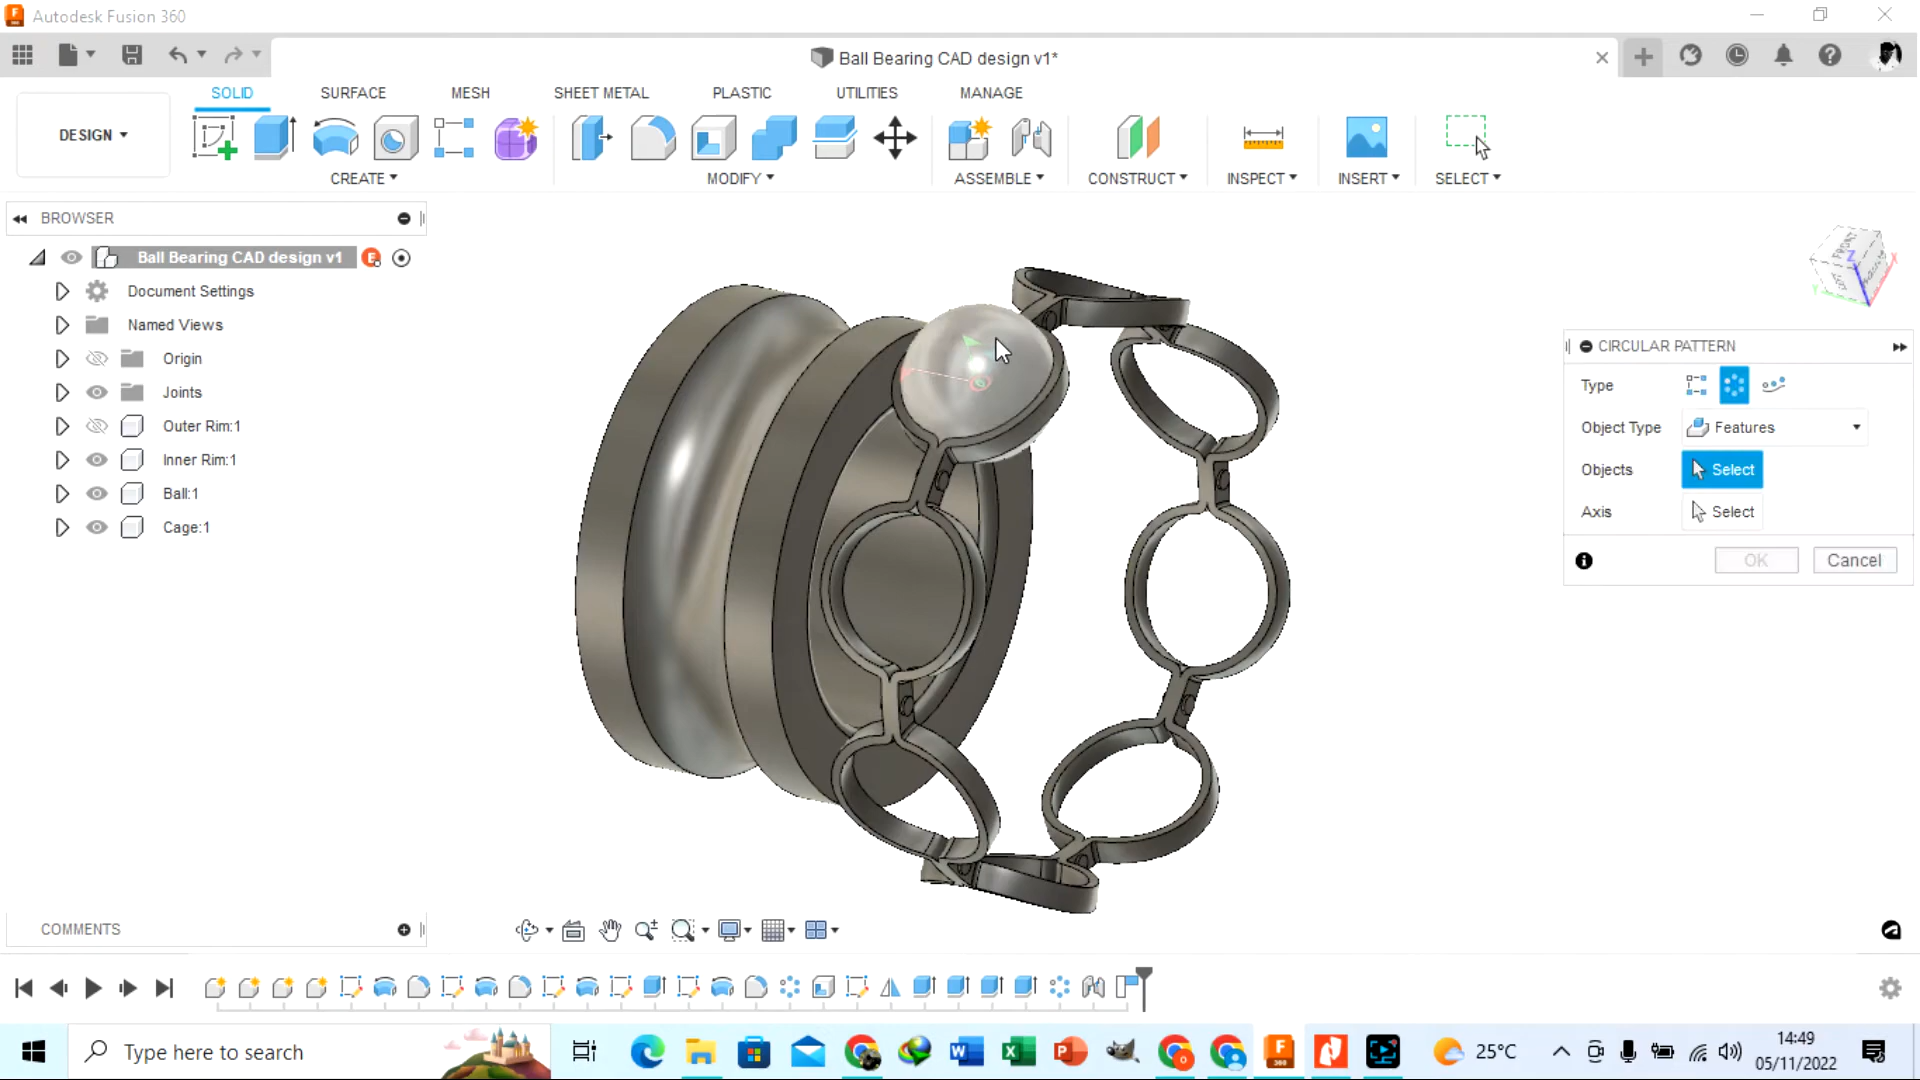 Autodesk Fusion 360
Ball Bearing CAD design v1*
SOLID SURFACE MESH SHEET METAL PLASTIC UTILITIES MANAGE
DESIGN
CREATE MODIFY ASSEMBLE CONSTRUCT INSPECT INSERT SELECT
BROWSER
Ball Bearing CAD design v1
Document Settings
Named Views
Origin
Joints
Outer Rim:1
Inner Rim:1
Ball:1
Cage:1
FRONT
Z
X
Y
CIRCULAR PATTERN
Type
Object Type Features
Objects Select
Axis Select
OK Cancel
COMMENTS
Type here to search
25°C
14:49
05/11/2022